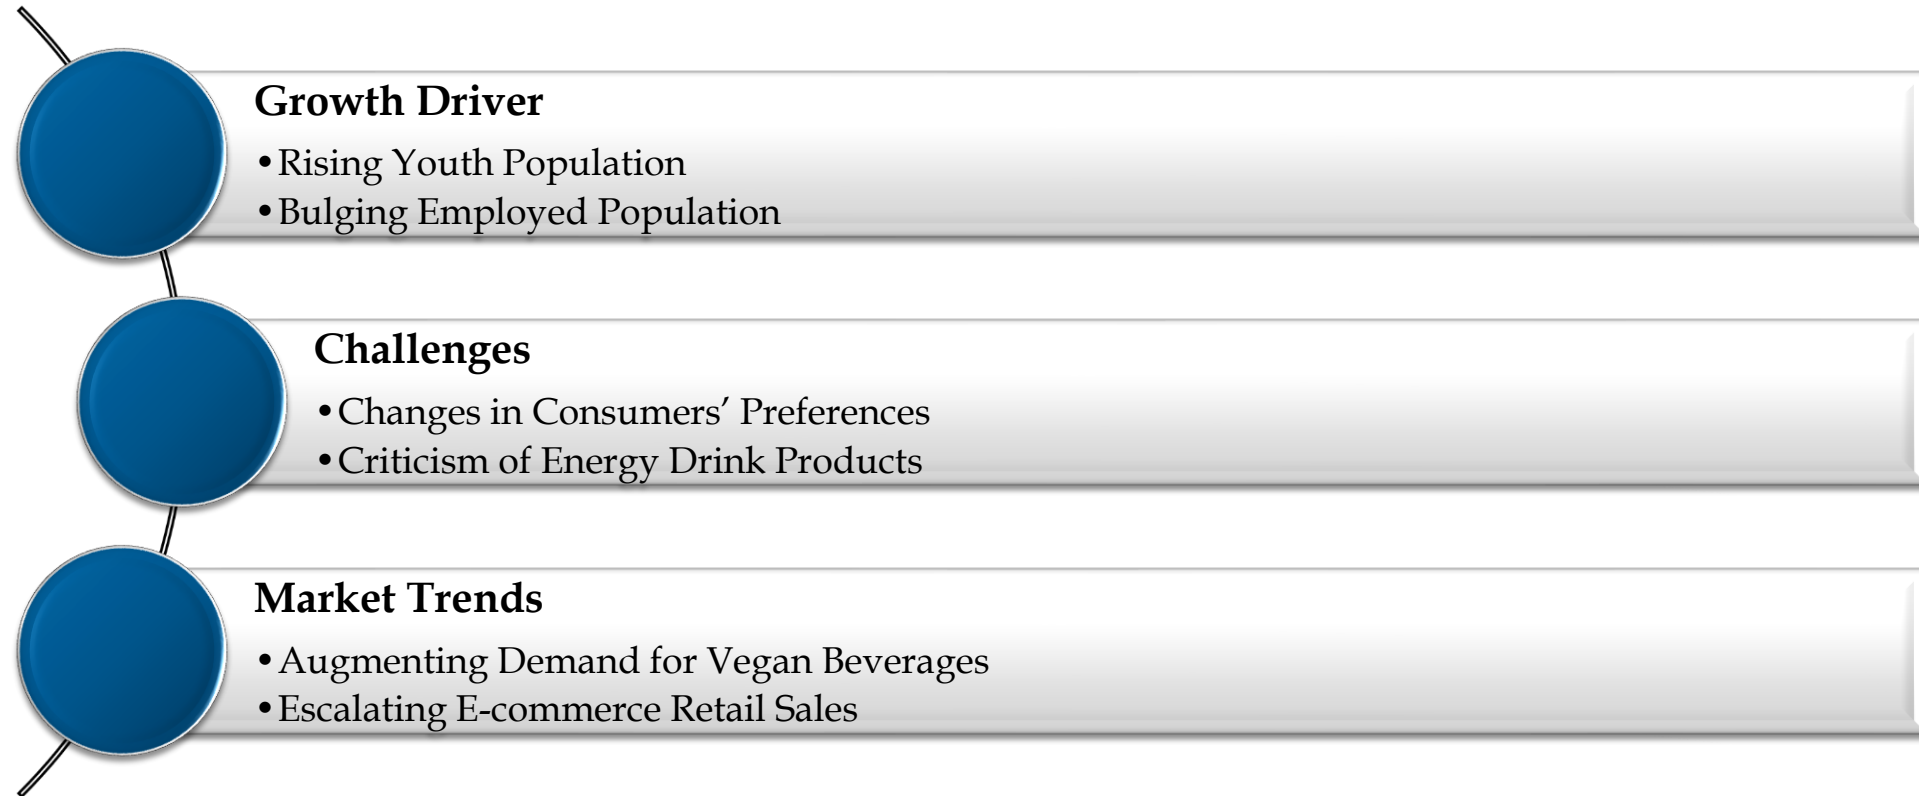 Growth Driver
•Rising Youth Population
•Bulging Employed Population
Challenges
•Changes in Consumers’ Preferences
•Criticism of Energy Drink Products
Market Trends
•Augmenting Demand for Vegan Beverages
•Escalating E-commerce Retail Sales